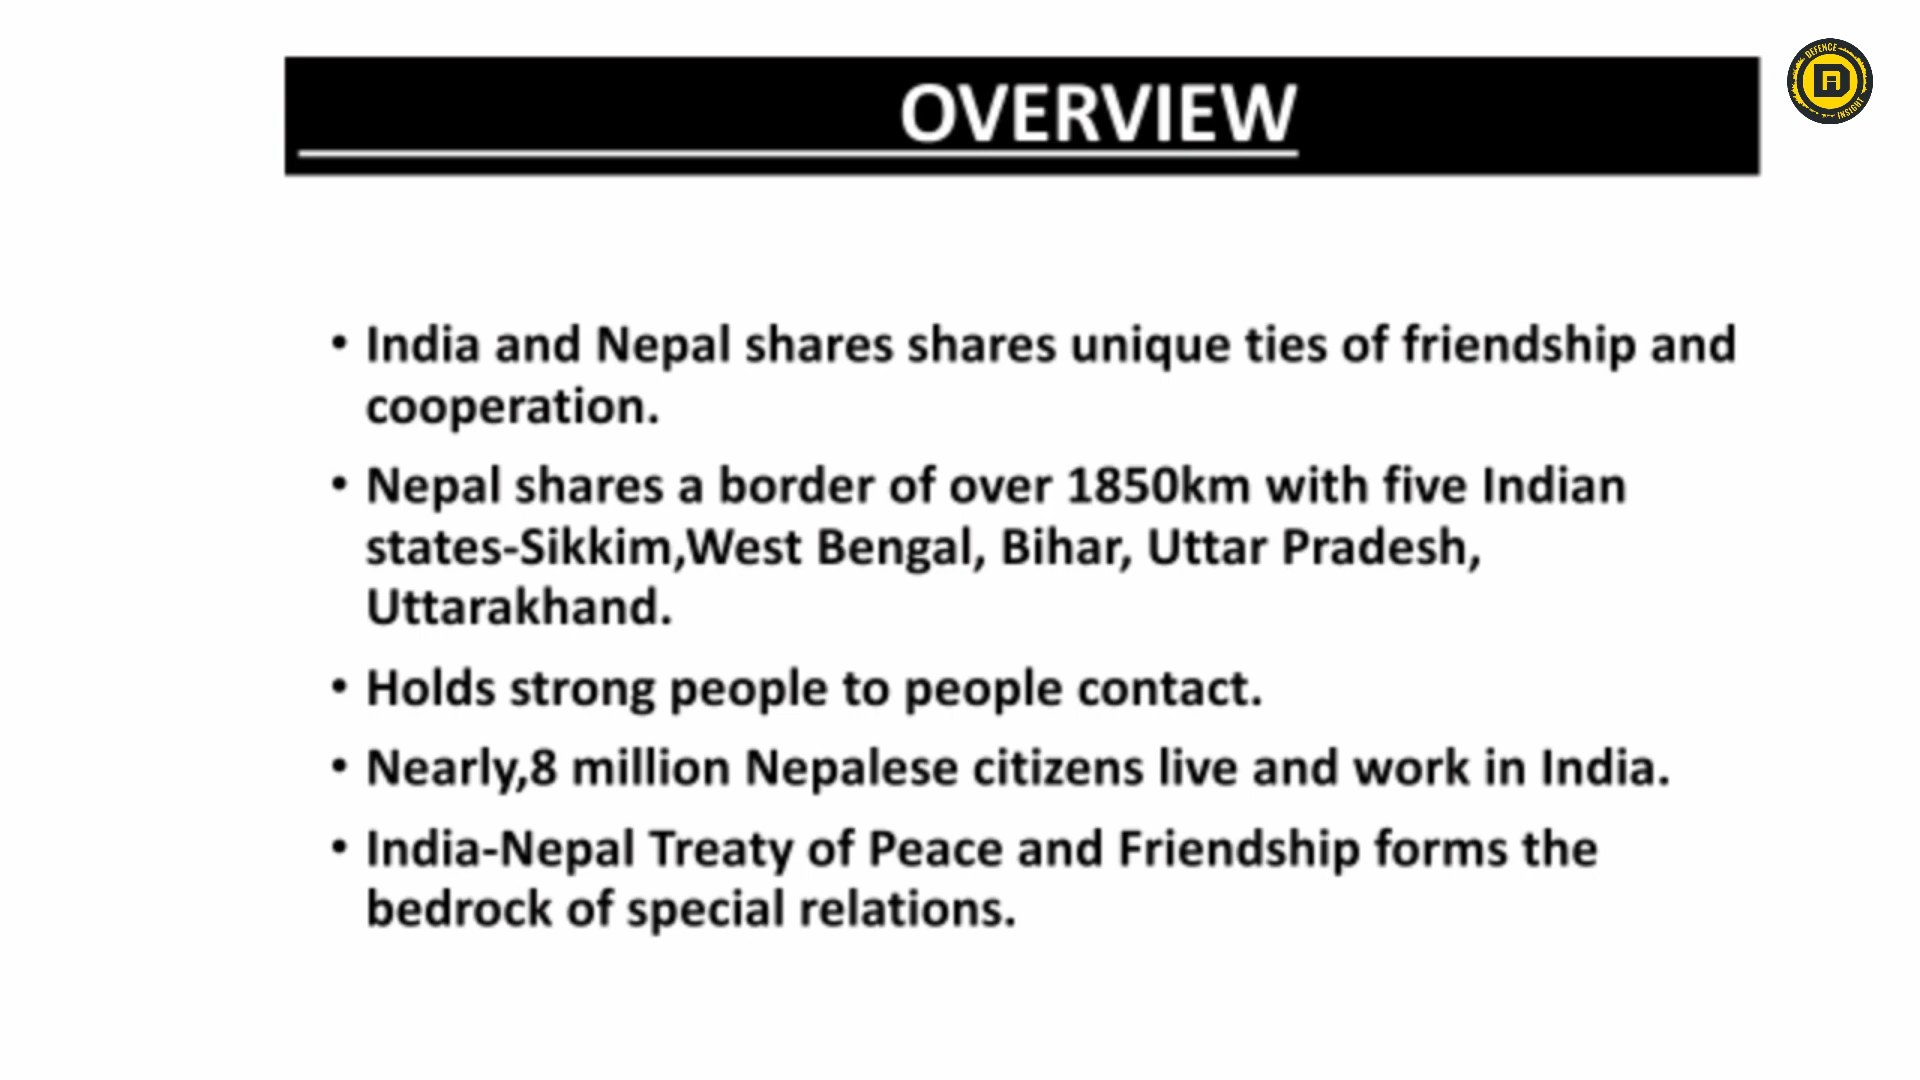 OVERVIEW
DEFENCE
INSIGHT
• India and Nepal shares shares unique ties of friendship and
cooperation.
• Nepal shares a border of over 1850km with five Indian
states-Sikkim,West Bengal, Bihar, Uttar Pradesh,
Uttarakhand.
• Holds strong people to people contact.
• Nearly,8 million Nepalese citizens live and work in India.
• India-Nepal Treaty of Peace and Friendship forms the
bedrock of special relations.